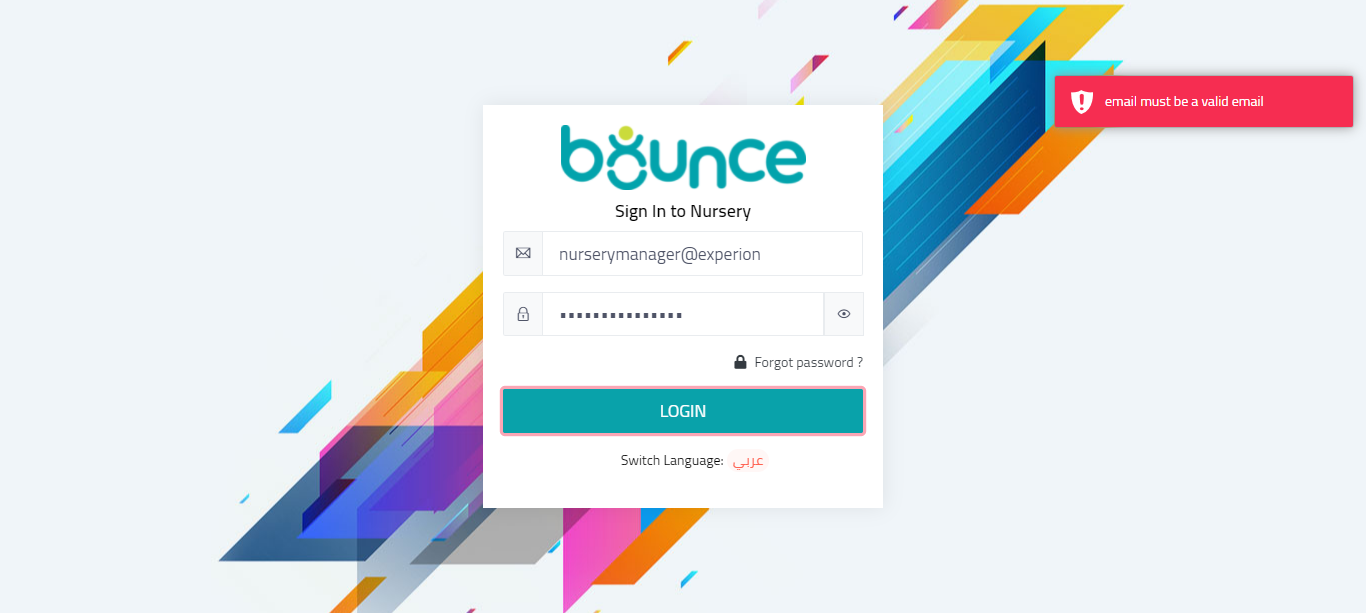 email must be a valid email
bounce
Sign In to Nursery
nurserymanager@experion
Forgot password ?
LOGIN
Switch Language: عربي